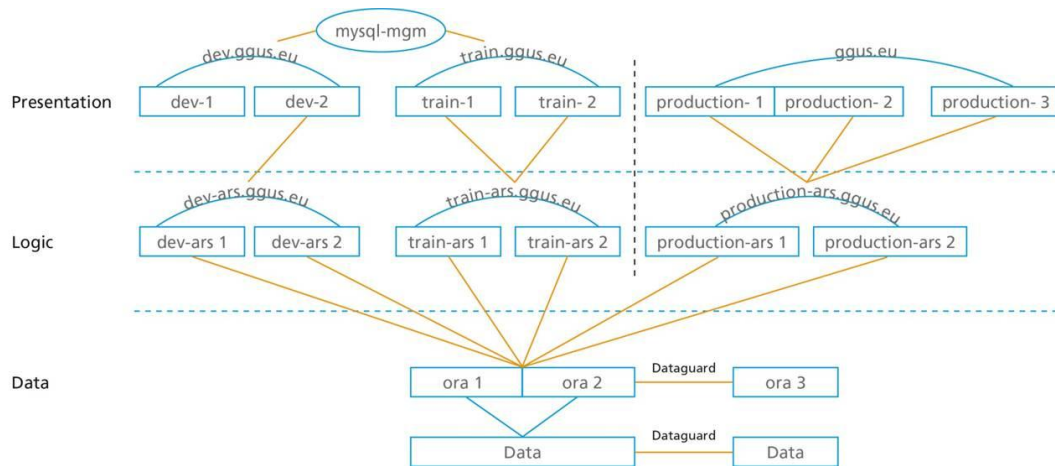 mysql-mgm
dev.ggus.eu
train.ggus.eu
ggus.eu
Presentation
dev-1
dev-2
train-1
train- 2
production- 1
production- 2
production- 3
dev-ars.ggus.eu
train-ars.ggus.eu
production-ars.ggus.eu
Logic
dev-ars 1
dev-ars 2
train-ars 1
train-ars 2
production-ars 1
production-ars 2
Data
ora 1
ora 2
Dataguard
ora 3
Data
Dataguard
Data